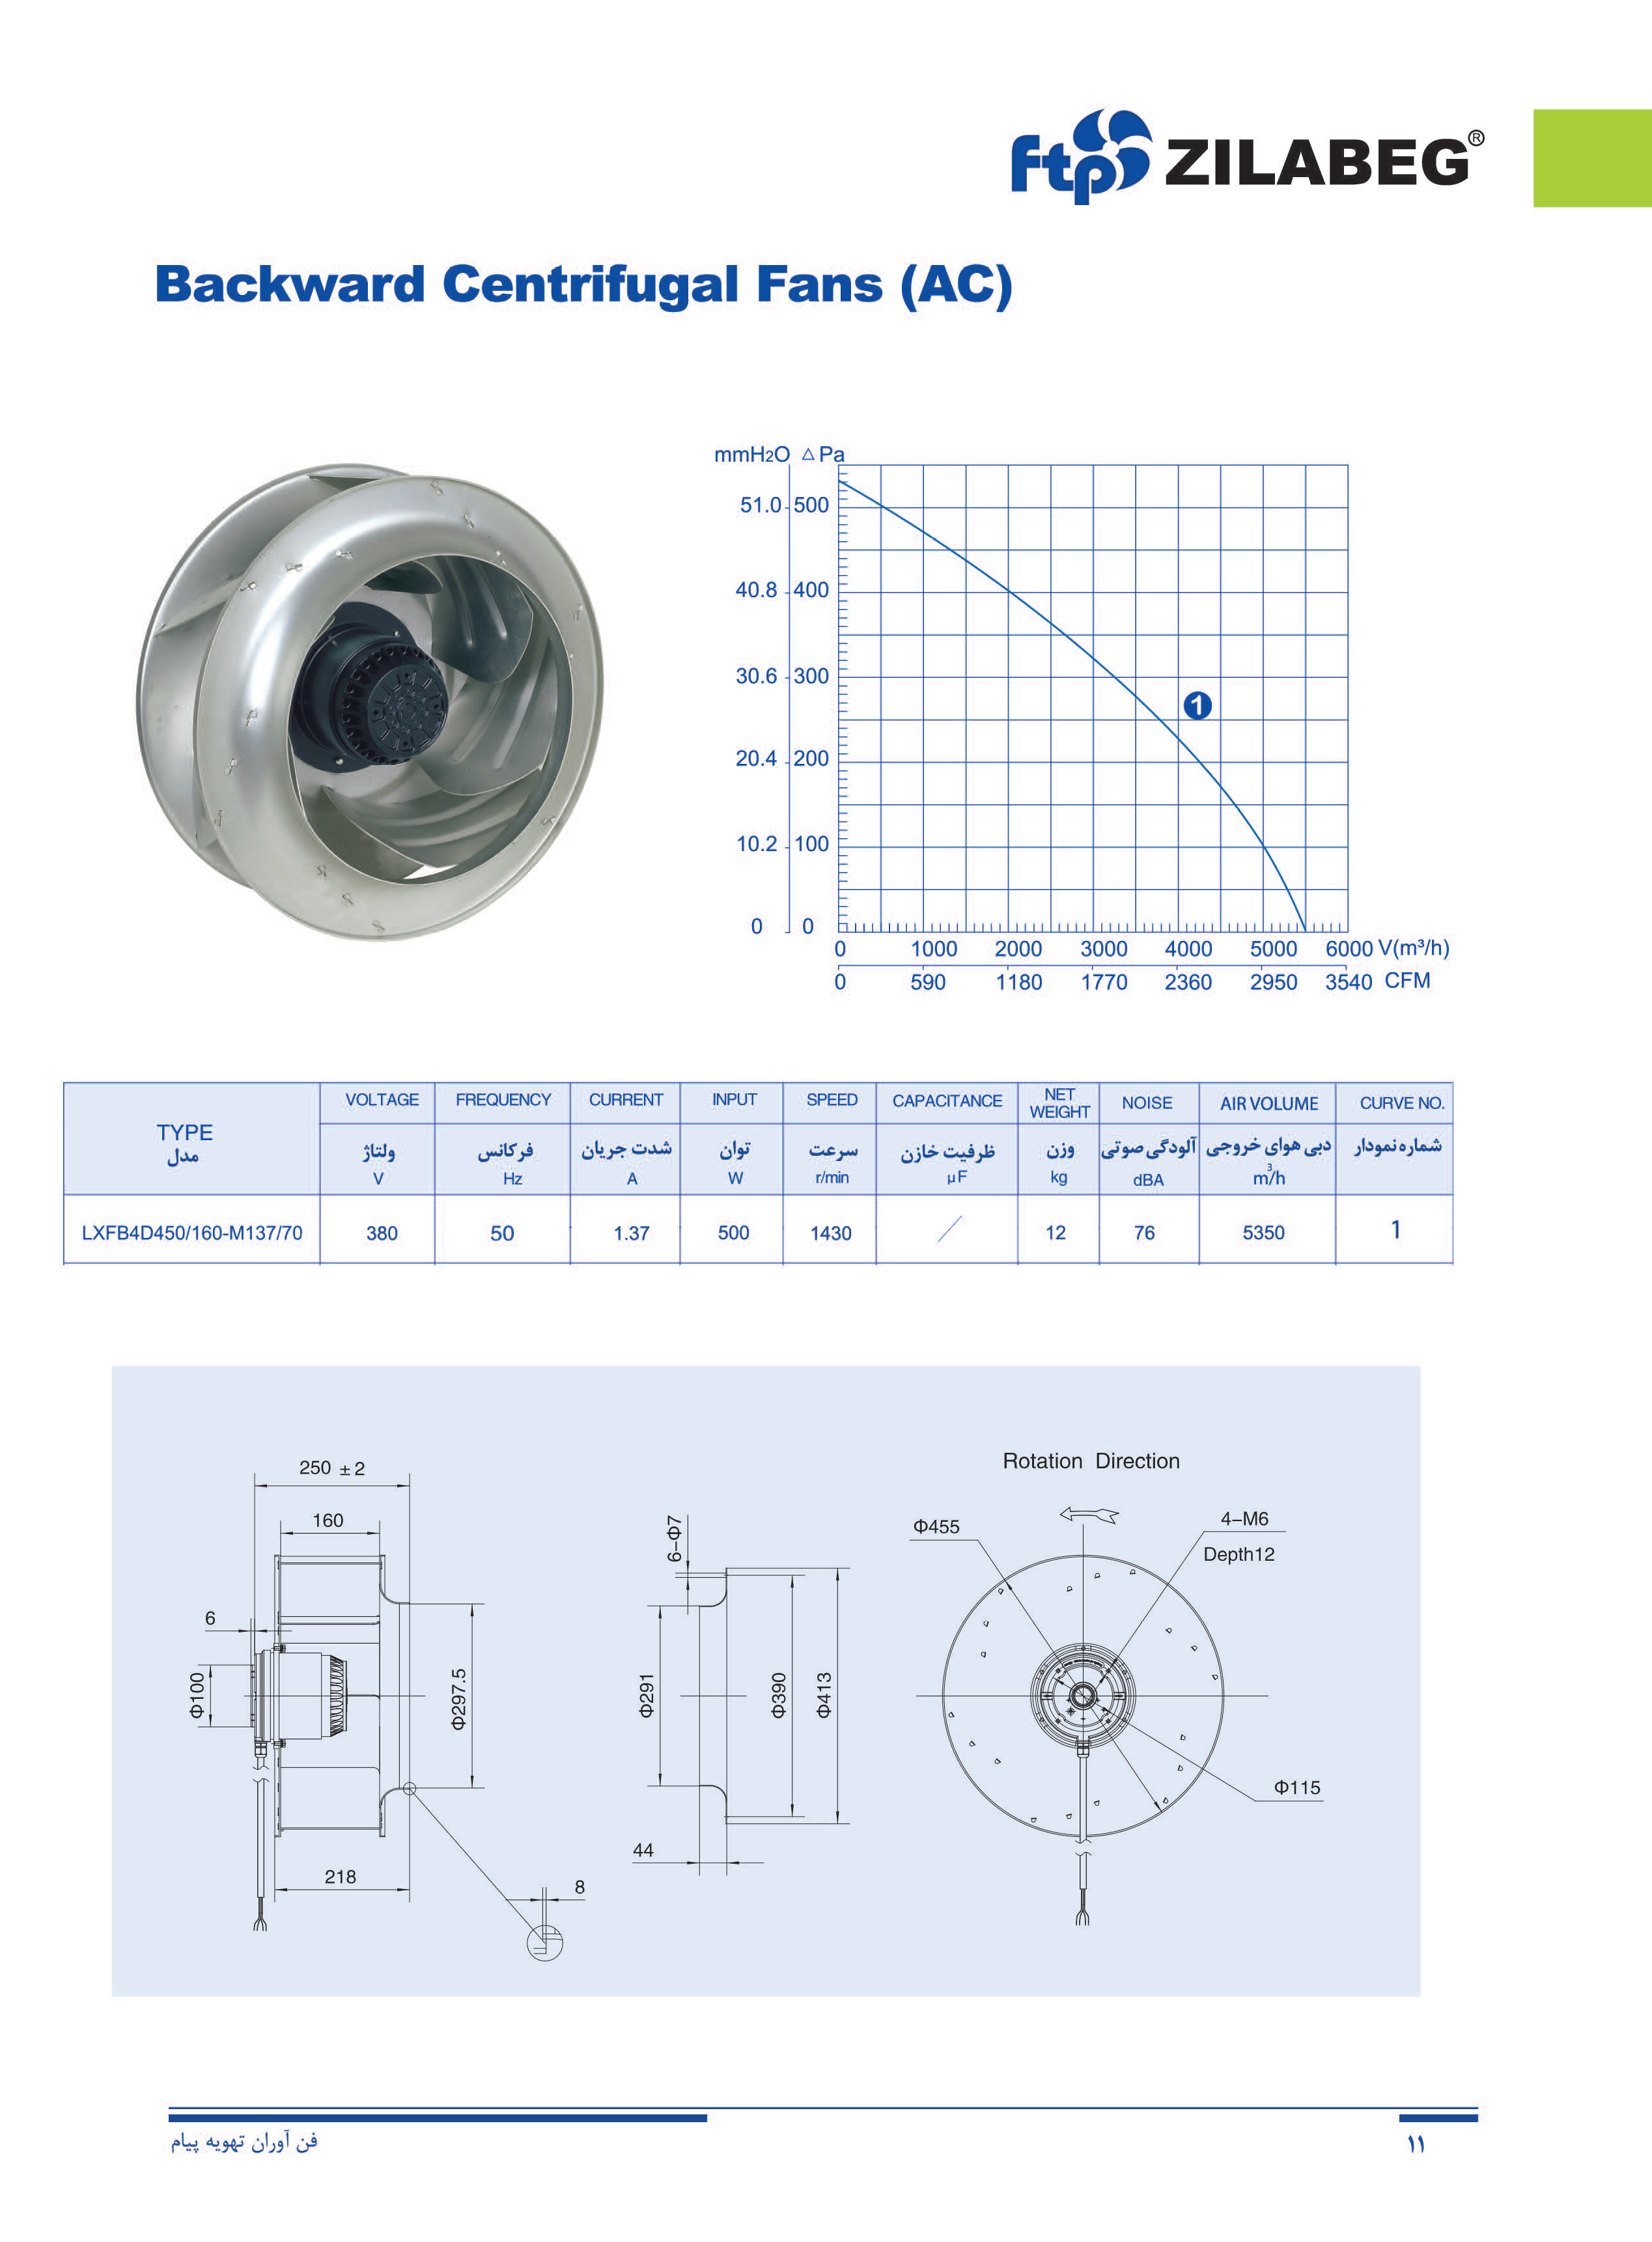 ftp ZILABEG®
Backward Centrifugal Fans (AC)
mmH2O △ Pa
51.0 500
40.8 400
30.6 300
20.4 200
10.2 100
0 0
1
0 1000 2000 3000 4000 5000 6000 V(m³/h)
0 590 1180 1770 2360 2950 3540 CFM
TYPE VOLTAGE FREQUENCY CURRENT INPUT SPEED CAPACITANCE NET WEIGHT NOISE AIR VOLUME CURVE NO.
مدل ولتاژ فرکانس شدت جریان توان سرعت ظرفیت خازن وزن آلودگی صوتی دبی هوای خروجی شماره نمودار
V Hz A W r/min µF kg dBA m³/h
LXFB4D450/160-M137/70 380 50 1.37 500 1430 / 12 76 5350 1
Rotation Direction
250 ±2
160
6
Φ100
Φ297.5
218
8
6-Φ7
Φ291
Φ390
Φ413
44
Φ455
4-M6
Depth12
Φ115
فن آوران تهویه پیام
۱۱